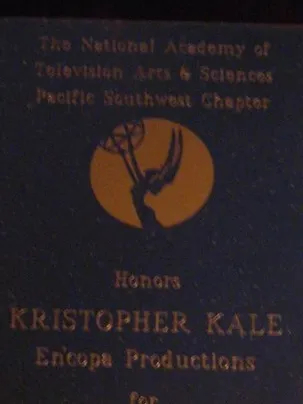 The National Academy of
Television Arts & Sciences
Pacific Southwest Chapter
Honors
KRISTOPHER KALE
Encopa Productions
for